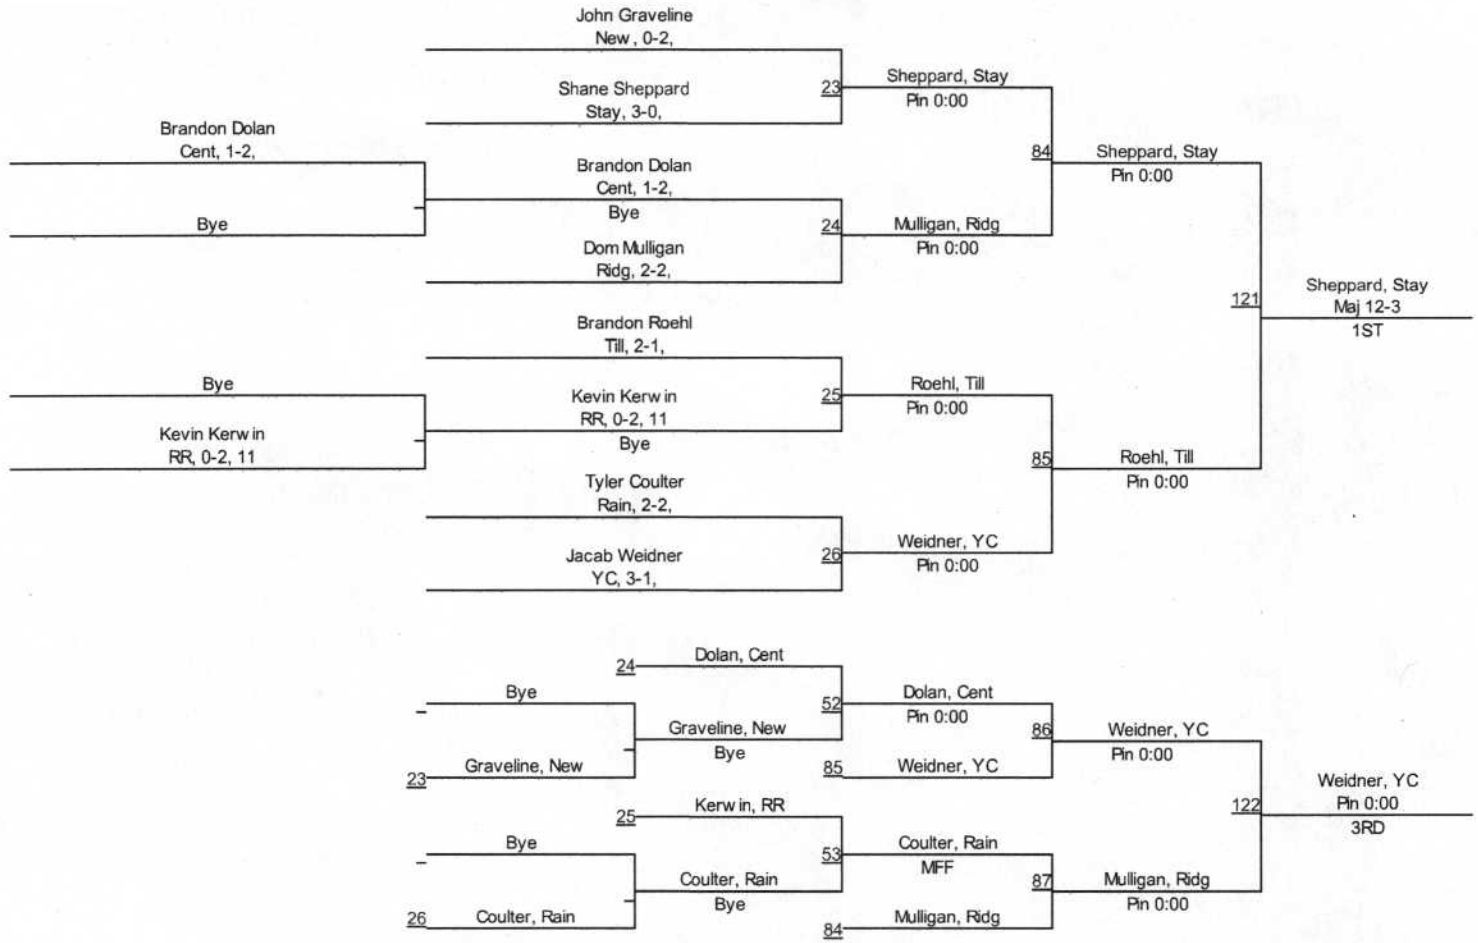 John Graveline
New, 0-2,
23
Sheppard, Stay
Pin 0:00
Shane Sheppard
Stay, 3-0,
Brandon Dolan
Cent, 1-2,
84
Sheppard, Stay
Pin 0:00
Brandon Dolan
Cent, 1-2,
Bye
Bye
24
Mulligan, Ridg
Pin 0:00
Dom Mulligan
Ridg, 2-2,
121
Sheppard, Stay
Maj 12-3
1ST
Brandon Roehl
Till, 2-1,
Bye
25
Roehl, Till
Pin 0:00
Kevin Kerwin
RR, 0-2, 11
Bye
Kevin Kerwin
RR, 0-2, 11
85
Roehl, Till
Pin 0:00
Tyler Coulter
Rain, 2-2,
26
Weidner, YC
Pin 0:00
Jacab Weidner
YC, 3-1,
24
Dolan, Cent
Bye
52
Dolan, Cent
Pin 0:00
Graveline, New
Bye
86
Weidner, YC
Pin 0:00
23
Graveline, New
85
Weidner, YC
25
Kerwin, RR
122
Weidner, YC
Pin 0:00
3RD
Bye
53
Coulter, Rain
MFF
Coulter, Rain
Bye
87
Mulligan, Ridg
Pin 0:00
26
Coulter, Rain
84
Mulligan, Ridg